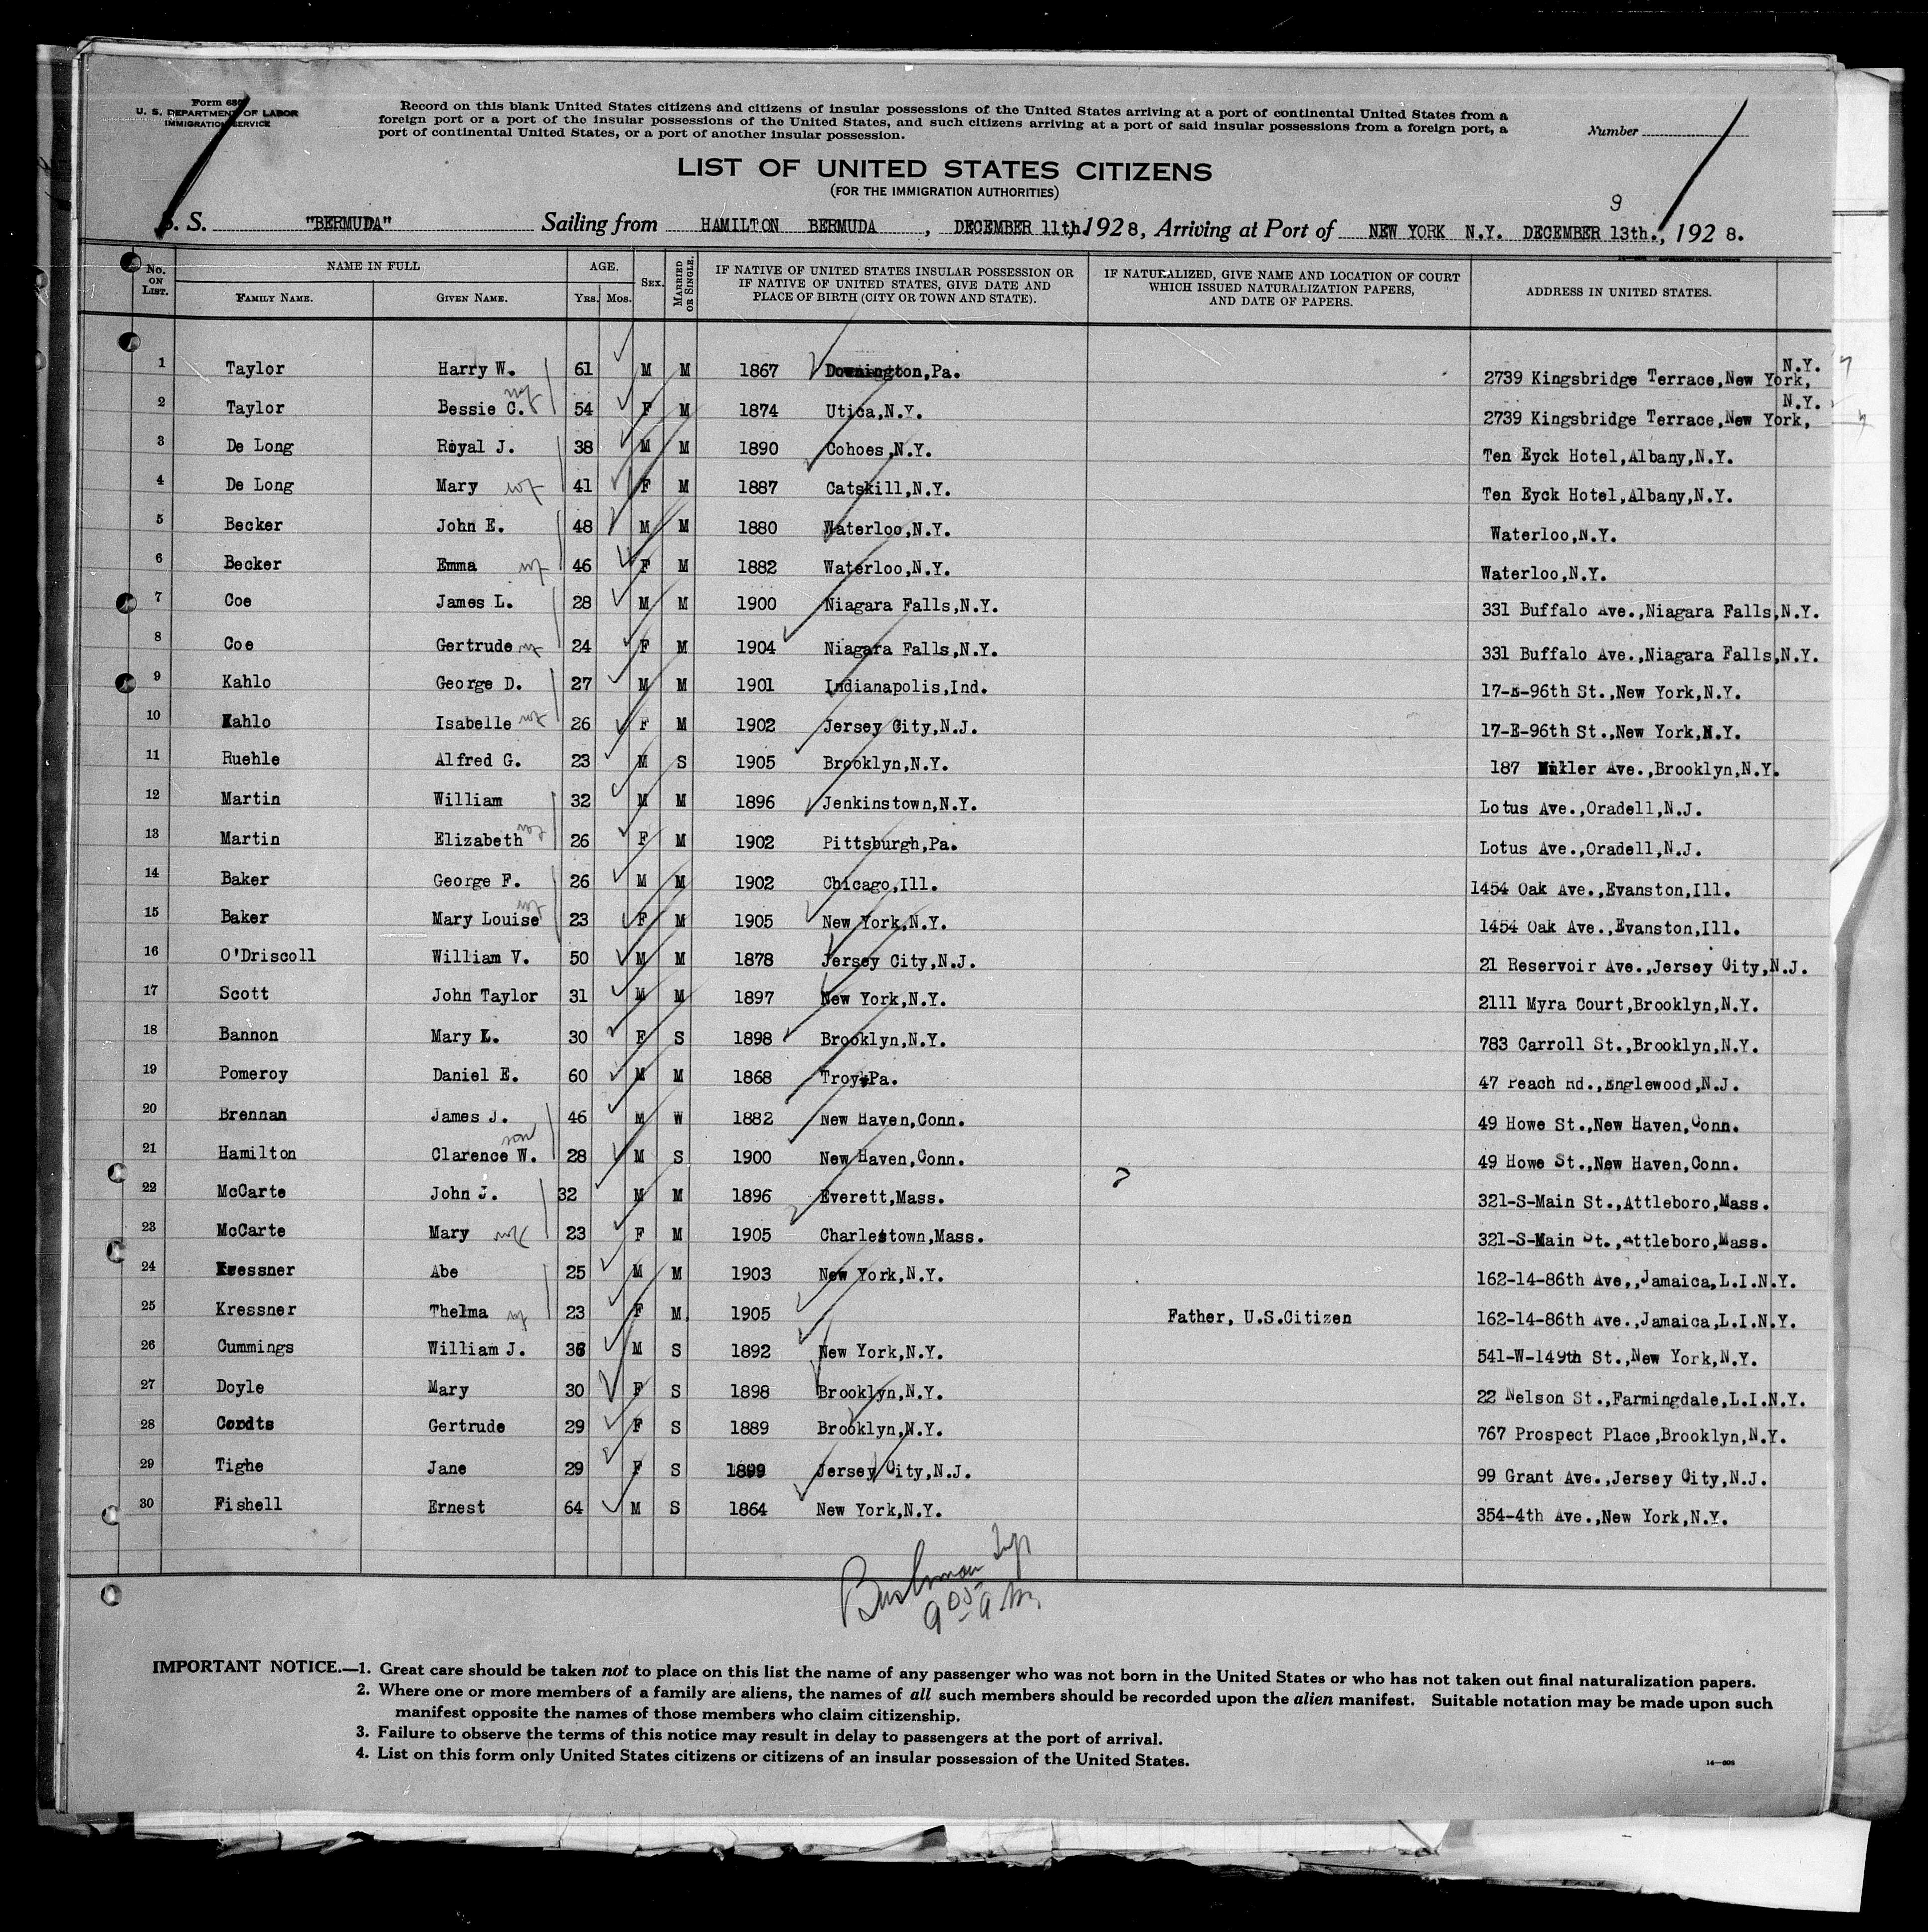 Form 630
U. S. DEPARTMENT OF LABOR
IMMIGRATION SERVICE
Record on this blank United States citizens and citizens of insular possessions of the United States arriving at a port of continental United States from a
foreign port or a port of the insular possessions of the United States, and such citizens arriving at a port of said insular possessions from a foreign port, a
port of continental United States, or a port of another insular possession.
Number
LIST OF UNITED STATES CITIZENS
(FOR THE IMMIGRATION AUTHORITIES)
9
S. S. "BERMUDA" Sailing from HAMILTON BERMUDA, DECEMBER 11th, 1928, Arriving at Port of NEW YORK N.Y. DECEMBER 13th., 1928.
No. ON LIST. NAME IN FULL FAMILY NAME. GIVEN NAME. AGE. YRS. MOS. SEX. MARRIED OR SINGLE. IF NATIVE OF UNITED STATES INSULAR POSSESSION OR IF NATIVE OF UNITED STATES, GIVE DATE AND PLACE OF BIRTH (CITY OR TOWN AND STATE). IF NATURALIZED, GIVE NAME AND LOCATION OF COURT WHICH ISSUED NATURALIZATION PAPERS, AND DATE OF PAPERS. ADDRESS IN UNITED STATES.
1 Taylor Harry W. 61 M M 1867 Downington,Pa. 2739 Kingsbridge Terrace,New York, N.Y.
2 Taylor Bessie C. wf 54 F M 1874 Utica,N.Y. 2739 Kingsbridge Terrace,New York, N.Y.
3 De Long Royal J. 38 M M 1890 Cohoes,N.Y. Ten Eyck Hotel,Albany,N.Y.
4 De Long Mary wf 41 F M 1887 Catskill,N.Y. Ten Eyck Hotel,Albany,N.Y.
5 Becker John E. 48 M M 1880 Waterloo,N.Y. Waterloo,N.Y.
6 Becker Emma wf 46 F M 1882 Waterloo,N.Y. Waterloo,N.Y.
7 Coe James L. 28 M M 1900 Niagara Falls,N.Y. 331 Buffalo Ave.,Niagara Falls,N.Y.
8 Coe Gertrude wf 24 F M 1904 Niagara Falls,N.Y. 331 Buffalo Ave.,Niagara Falls,N.Y.
9 Kahlo George D. 27 M M 1901 Indianapolis,Ind. 17-E-96th St.,New York,N.Y.
10 Kahlo Isabelle wf 26 F M 1902 Jersey City,N.J. 17-E-96th St.,New York,N.Y.
11 Ruehle Alfred G. 23 M S 1905 Brooklyn,N.Y. 187 Miller Ave.,Brooklyn,N.Y.
12 Martin William 32 M M 1896 Jenkinstown,N.Y. Lotus Ave.,Oradell,N.J.
13 Martin Elizabeth wf 26 F M 1902 Pittsburgh,Pa. Lotus Ave.,Oradell,N.J.
14 Baker George F. 26 M M 1902 Chicago,Ill. 1454 Oak Ave.,Evanston,Ill.
15 Baker Mary Louise wf 23 F M 1905 New York,N.Y. 1454 Oak Ave.,Evanston,Ill.
16 O'Driscoll William V. 50 M M 1878 Jersey City,N.J. 21 Reservoir Ave.,Jersey City,N.J.
17 Scott John Taylor 31 M M 1897 New York,N.Y. 2111 Myra Court,Brooklyn,N.Y.
18 Bannon Mary L. 30 F S 1898 Brooklyn,N.Y. 783 Carroll St.,Brooklyn,N.Y.
19 Pomeroy Daniel E. 60 M M 1868 Troy,Pa. 47 Peach Rd.,Englewood,N.J.
20 Brennan James J. 46 M W 1882 New Haven,Conn. 49 Howe St.,New Haven,Conn.
21 Hamilton Clarence W. son 28 M S 1900 New Haven,Conn. 49 Howe St.,New Haven,Conn.
22 McCarte John J. 32 M M 1896 Everett,Mass. 321-S-Main St.,Attleboro,Mass.
23 McCarte Mary wf 23 F M 1905 Charlestown,Mass. 321-S-Main St.,Attleboro,Mass.
24 Kressner Abe 25 M M 1903 New York,N.Y. 162-14-86th Ave,,Jamaica,L.I.N.Y.
25 Kressner Thelma wf 23 F M. 1905 Father, U.S.Citizen 162-14-86th Ave.,Jamaica,L.I.N.Y.
26 Cummings William J. 36 M S 1892 New York,N.Y. 541-W-149th St.,New York,N.Y.
27 Doyle Mary 30 F S 1898 Brooklyn,N.Y. 22 Nelson St.,Farmingdale,L.I.N.Y.
28 Cordts Gertrude 29 F S 1889 Brooklyn,N.Y. 767 Prospect Place,Brooklyn,N.Y.
29 Tighe Jane 29 F S 1899 Jersey City,N.J. 99 Grant Ave.,Jersey City,N.J.
30 Fishell Ernest 64 M S 1864 New York,N.Y. 354-4th Ave.,New York,N.Y.
Bushman Insp
9 05 a m
IMPORTANT NOTICE.—1. Great care should be taken not to place on this list the name of any passenger who was not born in the United States or who has not taken out final naturalization papers.
2. Where one or more members of a family are aliens, the names of all such members should be recorded upon the alien manifest. Suitable notation may be made upon such
manifest opposite the names of those members who claim citizenship.
3. Failure to observe the terms of this notice may result in delay to passengers at the port of arrival.
4. List on this form only United States citizens or citizens of an insular possession of the United States.